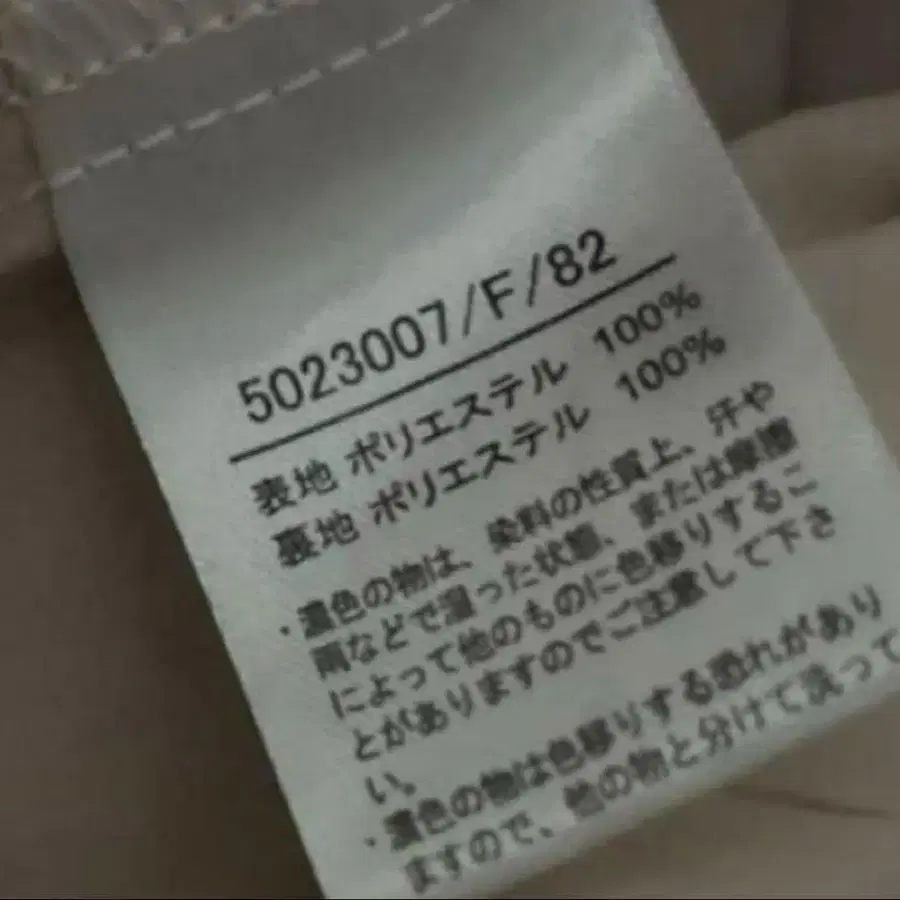 5023007/F/82
表地 ポリエステル 100%
裏地 ポリエステル 100%
・濃色の物は、染料の性質上、汗や
雨などで湿った状態、または摩擦
によって他のものに色移りするこ
とがありますのでご注意して下さ
い。
・濃色の物は色移りする恐れがあり
ますので、他の物と分けて洗って